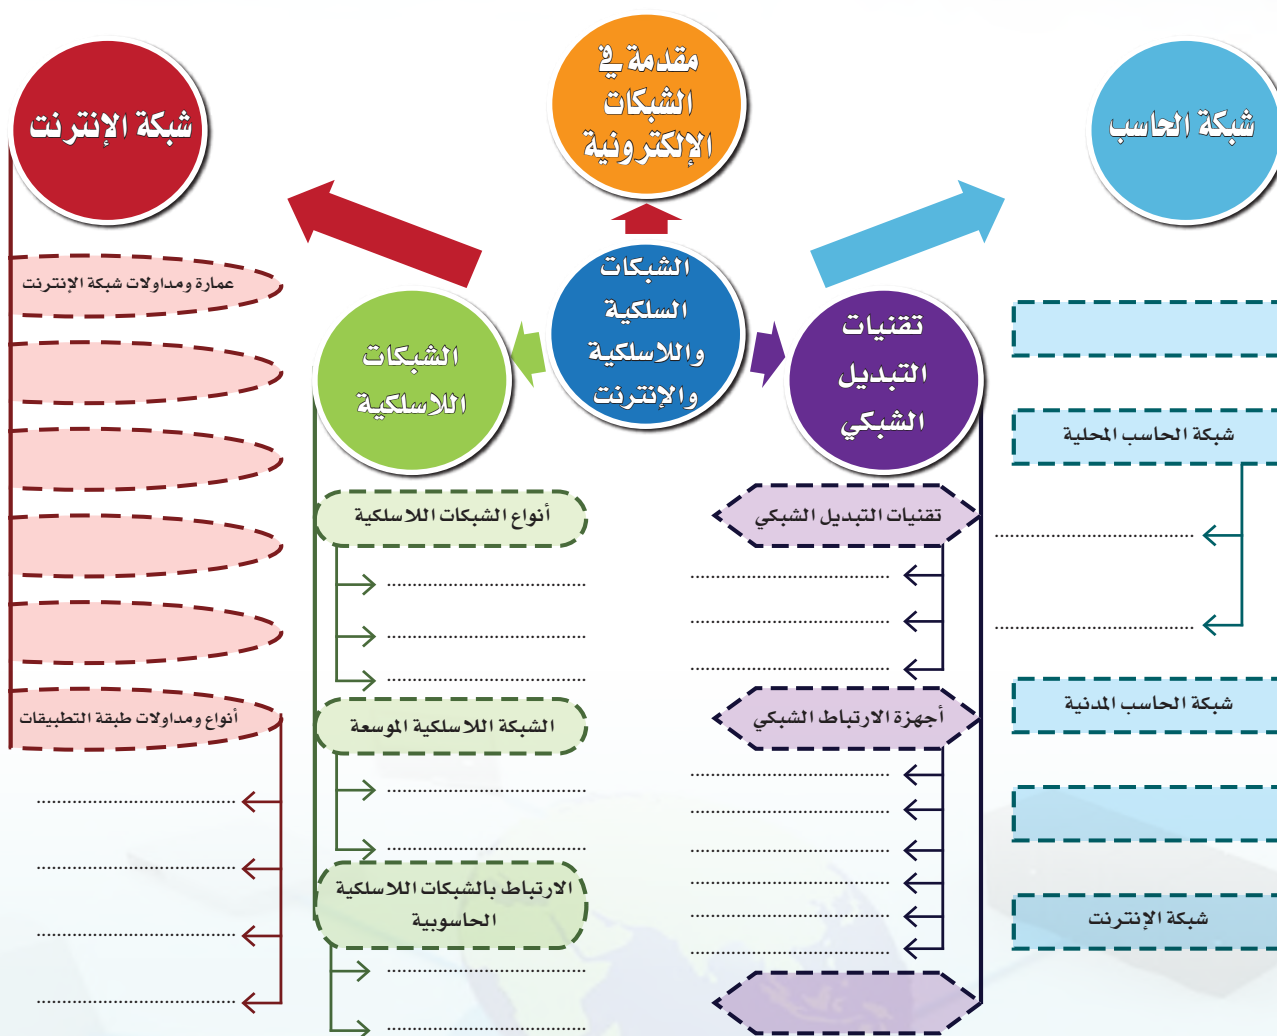 مقدمة في
الشبكات
الإلكترونية
شبكة الحاسب
شبكة الإنترنت
الشبكات
السلكية
واللاسلكية
والإنترنت
تقنيات
التبديل
الشبكي
الشبكات
اللاسلكية
شبكة الحاسب المحلية
شبكة الحاسب المدنية
شبكة الإنترنت
تقنيات التبديل الشبكي
أجهزة الارتباط الشبكي
أنواع الشبكات اللاسلكية
الشبكة اللاسلكية الموسعة
الارتباط بالشبكات اللاسلكية
الحاسوبية
عمارة ومداولات شبكة الإنترنت
أنواع ومداولات طبقة التطبيقات